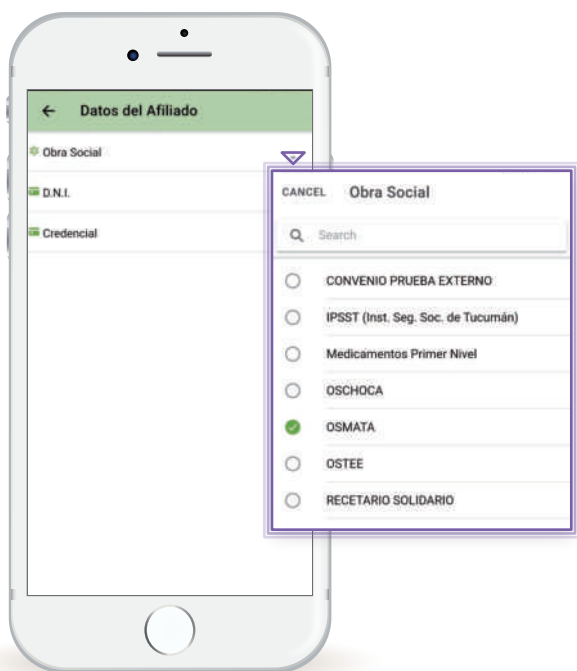 Datos del Afiliado
Obra Social
D.N.I.
Credencial
CANCEL Obra Social
Search
CONVENIO PRUEBA EXTERNO
IPSST (Inst. Seg. Soc. de Tucumán)
Medicamentos Primer Nivel
OSCHOCA
OSMATA
OSTEE
RECETARIO SOLIDARIO